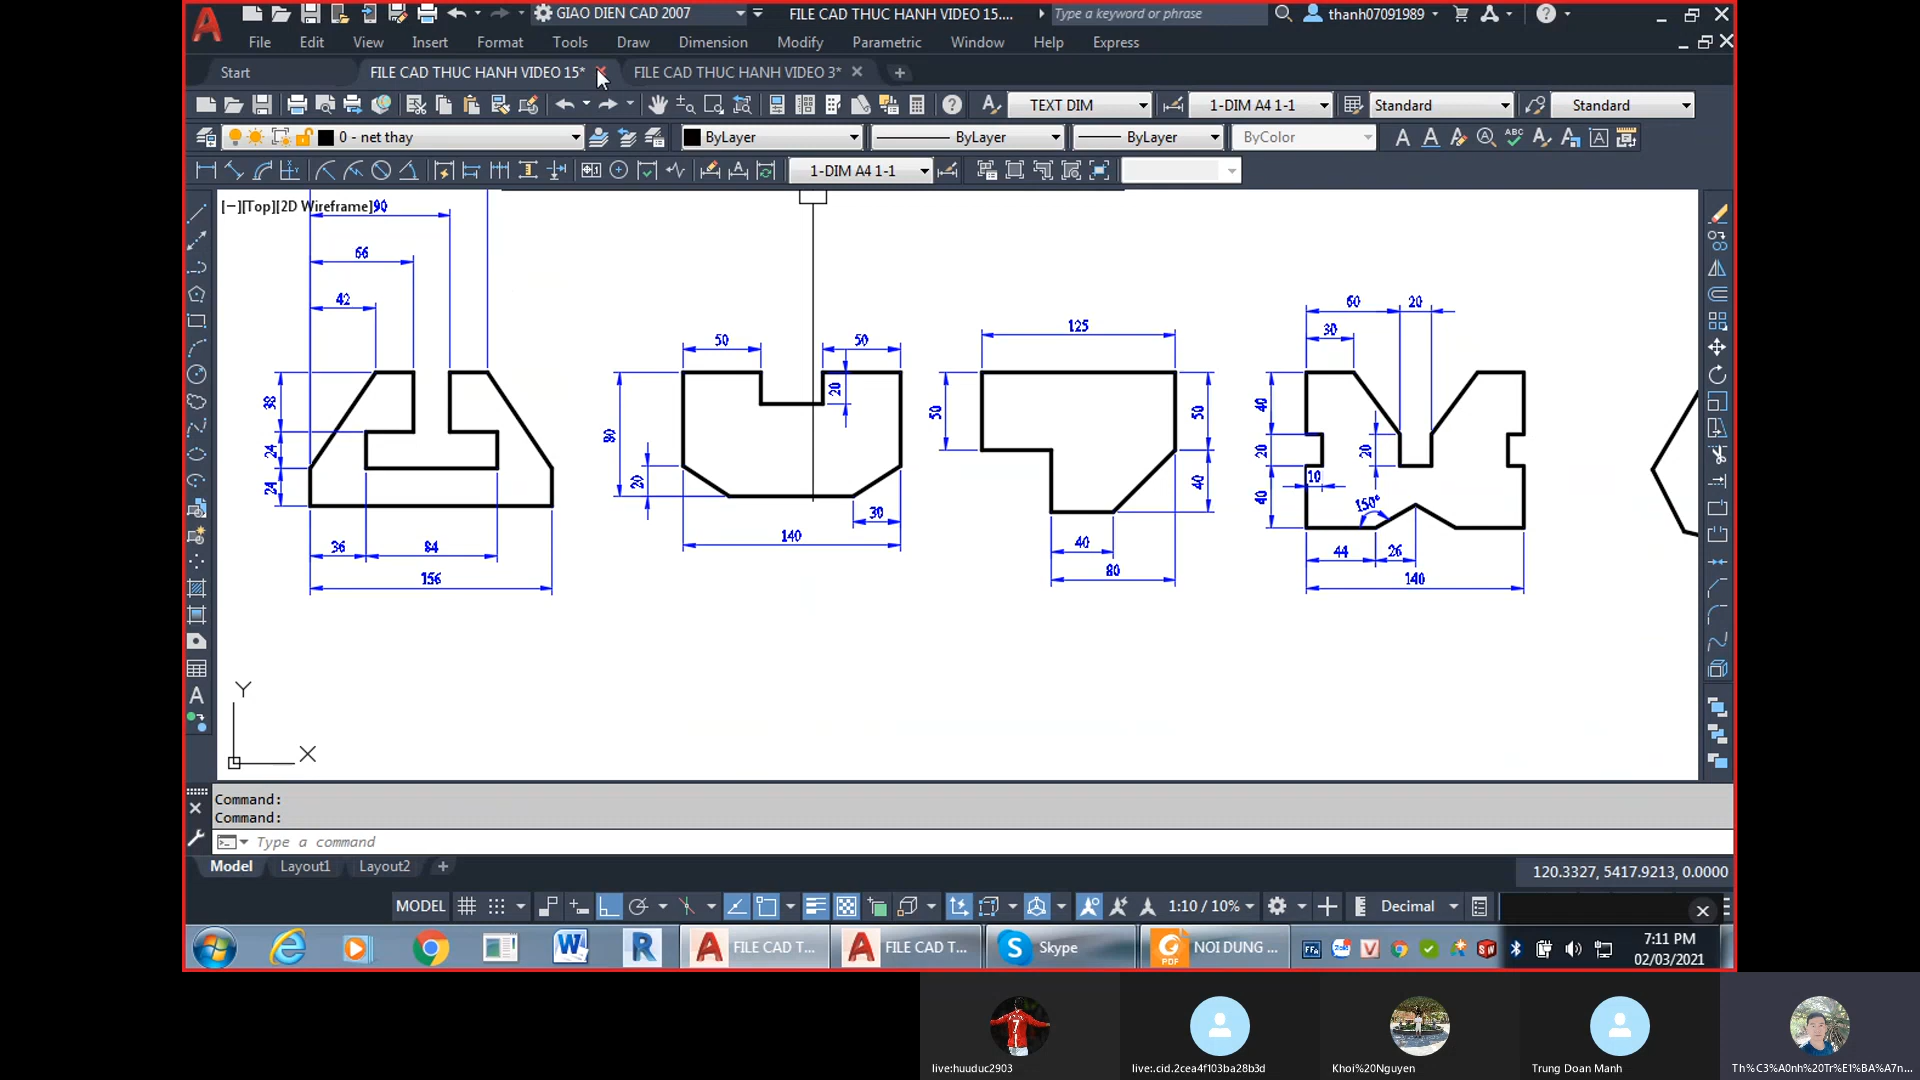 GIAO DIEN CAD 2007
FILE CAD THUC HANH VIDEO 15....
Type a keyword or phrase
thanh07091989
File Edit View Insert Format Tools Draw Dimension Modify Parametric Window Help Express
Start
FILE CAD THUC HANH VIDEO 15*
FILE CAD THUC HANH VIDEO 3*
TEXT DIM
1-DIM A4 1-1
Standard
Standard
0 - net thay
ByLayer
ByLayer
ByLayer
ByColor
1-DIM A4 1-1
[−][Top][2D Wireframe]
90
66
42
38
24
24
36
84
156
50
50
20
80
20
30
140
125
50
50
40
40
80
60
20
30
40
20
20
10
40
150°
44
26
140
Y
X
Command:
Command:
Type a command
Model Layout1 Layout2
120.3327, 5417.9213, 0.0000
MODEL
1:10 / 10%
Decimal
FILE CAD T...
FILE CAD T...
Skype
NOI DUNG ...
7:11 PM
02/03/2021
live:huuduc2903
live:.cid.2cea4f103ba28b3d
Khoi%20Nguyen
Trung Doan Manh
Th%C3%A0nh%20Tr%E1%BA%A7n...